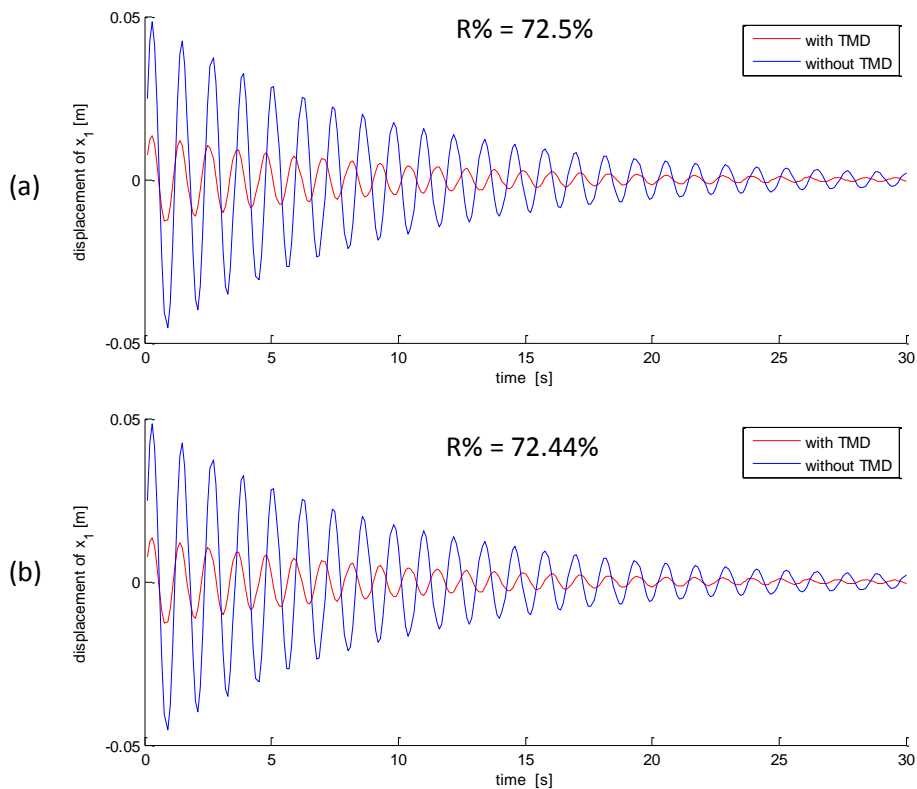 0.05
R% = 72.5%
with TMD
without TMD
displacement of x1 [m]
(a)
0
-0.05
0 5 10 15 20 25 30
time [s]
0.05
R% = 72.44%
with TMD
without TMD
displacement of x1 [m]
(b)
0
-0.05
0 5 10 15 20 25 30
time [s]